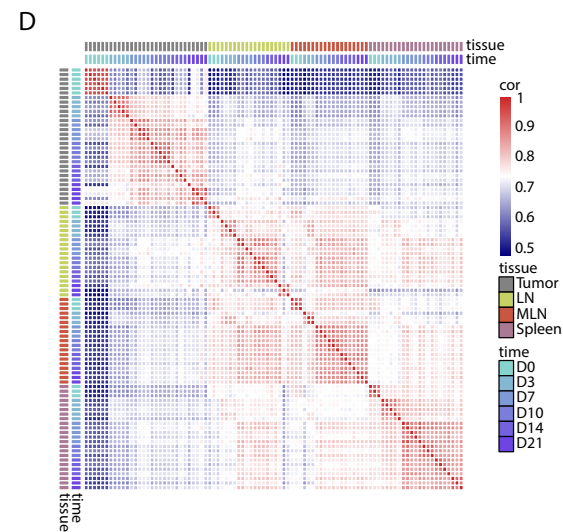 D
tissue
time
cor
1
0.9
0.8
0.7
0.6
0.5
tissue
Tumor
LN
MLN
Spleen
time
D0
D3
D7
D10
D14
D21
tissue
time